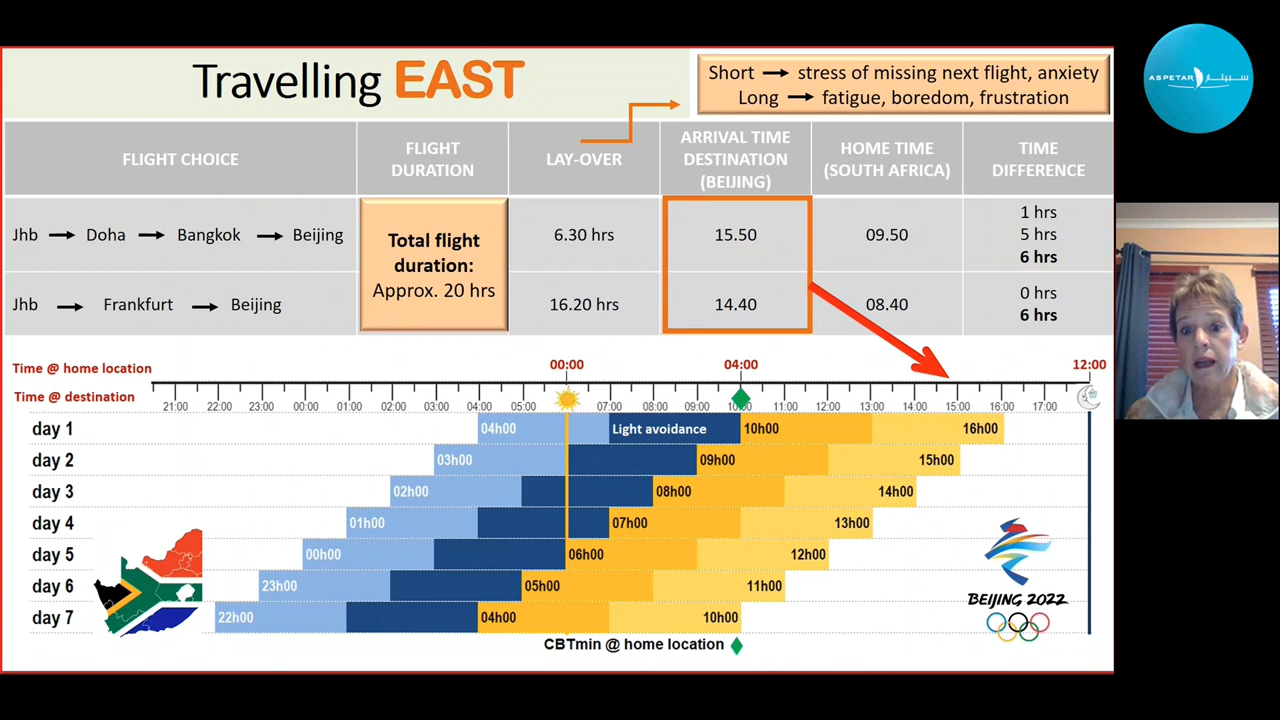 Travelling EAST
Short → stress of missing next flight, anxiety
Long → fatigue, boredom, frustration
ASPETAR سبيتار
FLIGHT CHOICE
FLIGHT
DURATION
LAY-OVER
ARRIVAL TIME
DESTINATION
(BEIJING)
HOME TIME
(SOUTH AFRICA)
TIME
DIFFERENCE
Jhb → Doha → Bangkok → Beijing
Total flight
duration:
Approx. 20 hrs
6.30 hrs
15.50
09.50
1 hrs
5 hrs
6 hrs
Jhb → Frankfurt → Beijing
16.20 hrs
14.40
08.40
0 hrs
6 hrs
Time @ home location 00:00 04:00 12:00
Time @ destination 21:00 22:00 23:00 00:00 01:00 02:00 03:00 04:00 05:00 07:00 08:00 09:00 11:00 12:00 13:00 14:00 15:00 16:00 17:00
day 1 04h00 Light avoidance 10h00 16h00
day 2 03h00 09h00 15h00
day 3 02h00 08h00 14h00
day 4 01h00 07h00 13h00
day 5 00h00 06h00 12h00
day 6 23h00 05h00 11h00
day 7 22h00 04h00 10h00
BEIJING 2022
CBTmin @ home location